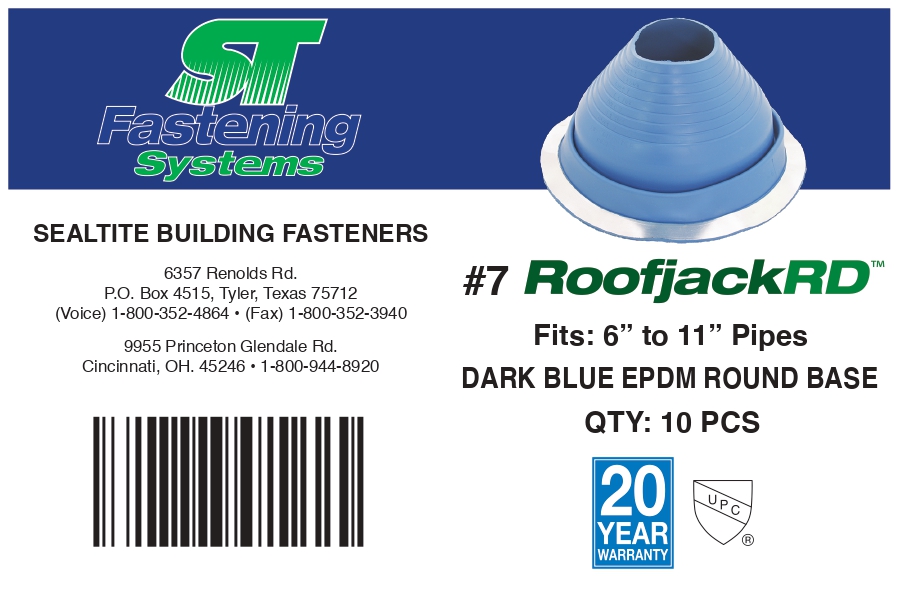 ST
Fastening
Systems
SEALTITE BUILDING FASTENERS
6357 Renolds Rd.
P.O. Box 4515, Tyler, Texas 75712
(Voice) 1-800-352-4864 • (Fax) 1-800-352-3940
9955 Princeton Glendale Rd.
Cincinnati, OH. 45246 • 1-800-944-8920
#7 RoofjackRD™
Fits: 6” to 11” Pipes
DARK BLUE EPDM ROUND BASE
QTY: 10 PCS
20
YEAR
WARRANTY
UPC
®